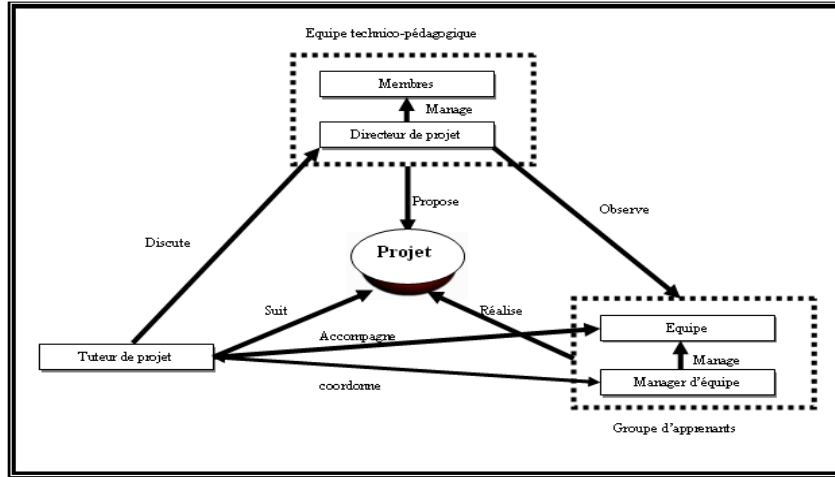 Equipe technico-pédagogique
Membres
Manage
Directeur de projet
Propose
Observe
Discute
Projet
Suit
Réalise
Accompagne
Equipe
Tuteur de projet
Manage
coordonne
Manager d'équipe
Groupe d'apprenants